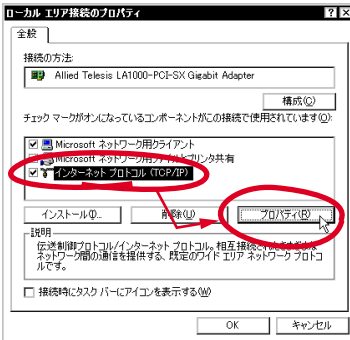 ローカル エリア接続のプロパティ
全般
接続の方法:
Allied Telesis LA1000-PCI-SX Gigabit Adapter
構成(C)
チェック マークがオンになっているコンポーネントがこの接続で使用されています(O):
Microsoft ネットワーク用クライアント
Microsoft ネットワーク用ファイルとプリンタ共有
インターネット プロトコル (TCP/IP)
インストール(I)... 削除(U) プロパティ(R)
説明
伝送制御プロトコル/インターネット プロトコル。相互接続されたさまざまな
ネットワーク間の通信を提供する、既定のワイド エリア ネットワーク プロトコ
ルです。
接続時にタスク バーにアイコンを表示する(W)
OK キャンセル